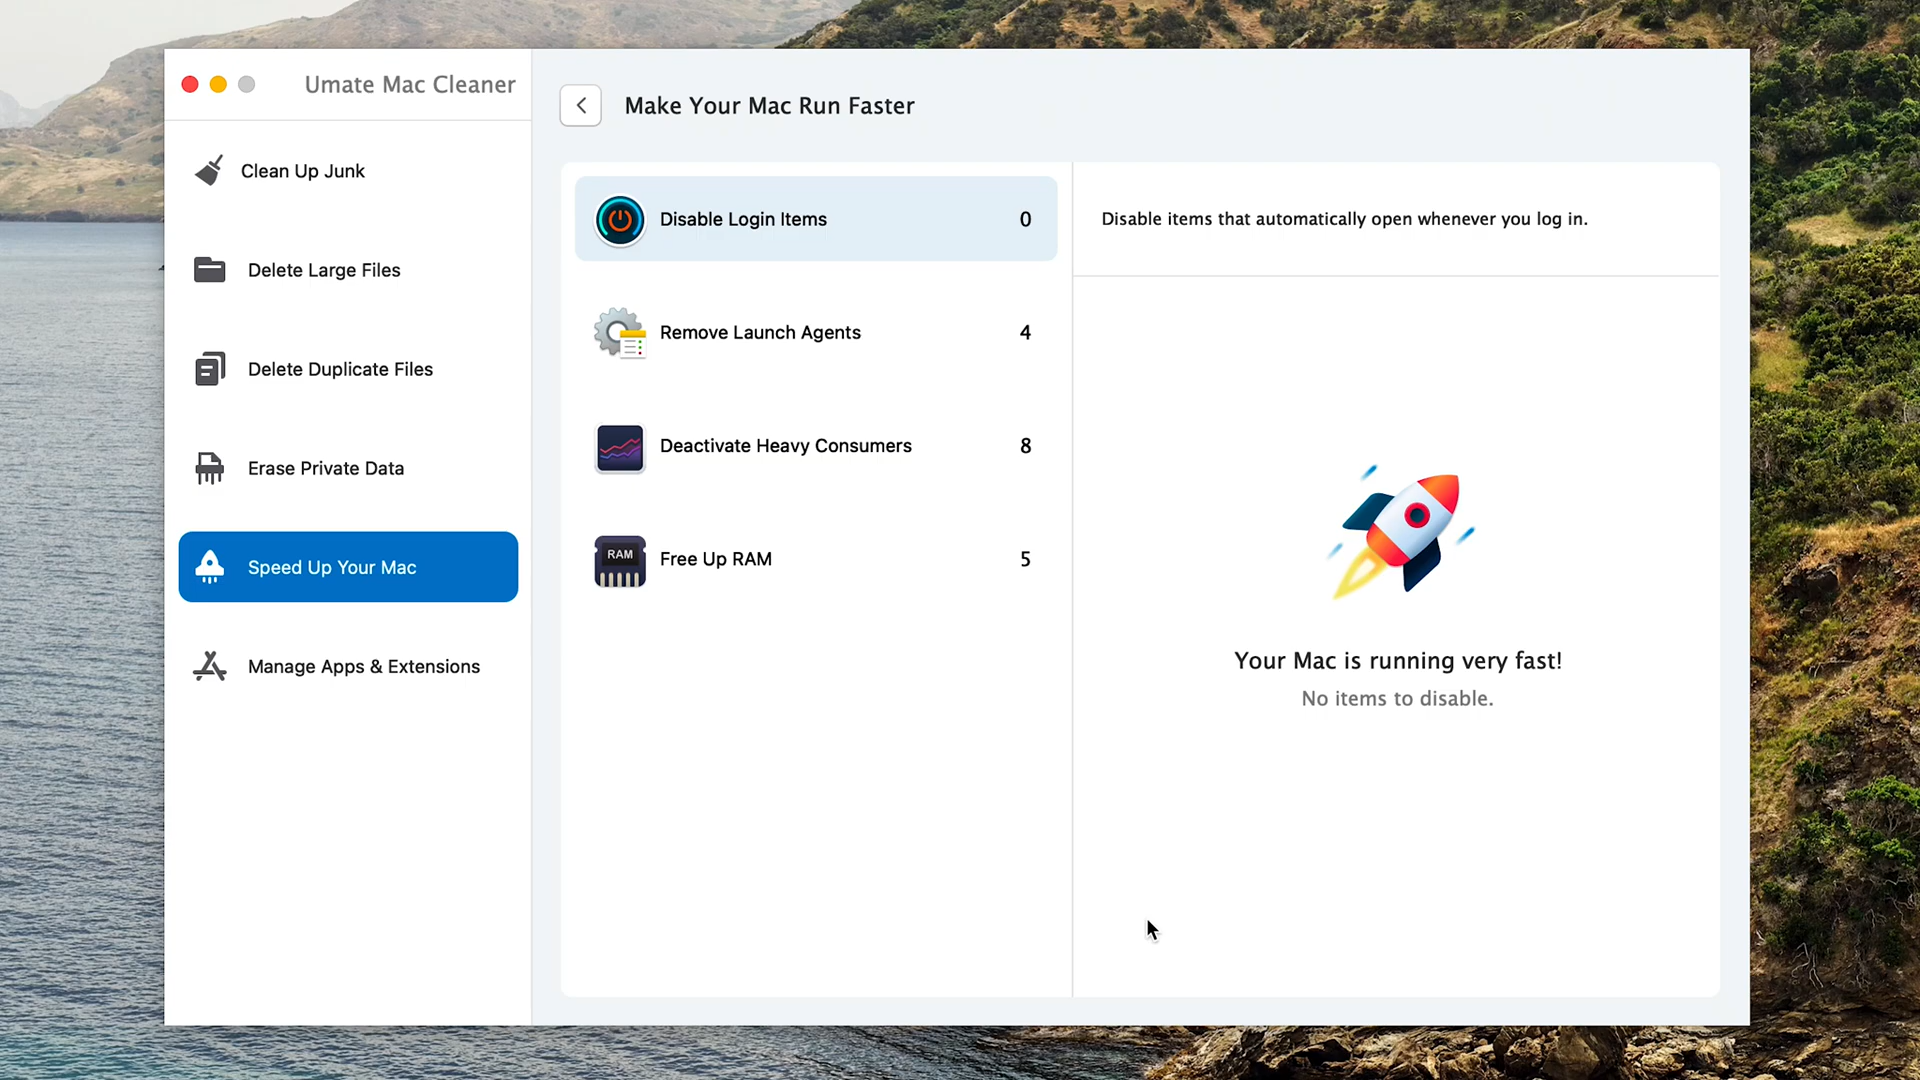 Umate Mac Cleaner
Clean Up Junk
Delete Large Files
Delete Duplicate Files
Erase Private Data
Speed Up Your Mac
Manage Apps & Extensions
Make Your Mac Run Faster
Disable Login Items 0
Remove Launch Agents 4
Deactivate Heavy Consumers 8
RAM Free Up RAM 5
Disable items that automatically open whenever you log in.
Your Mac is running very fast!
No items to disable.